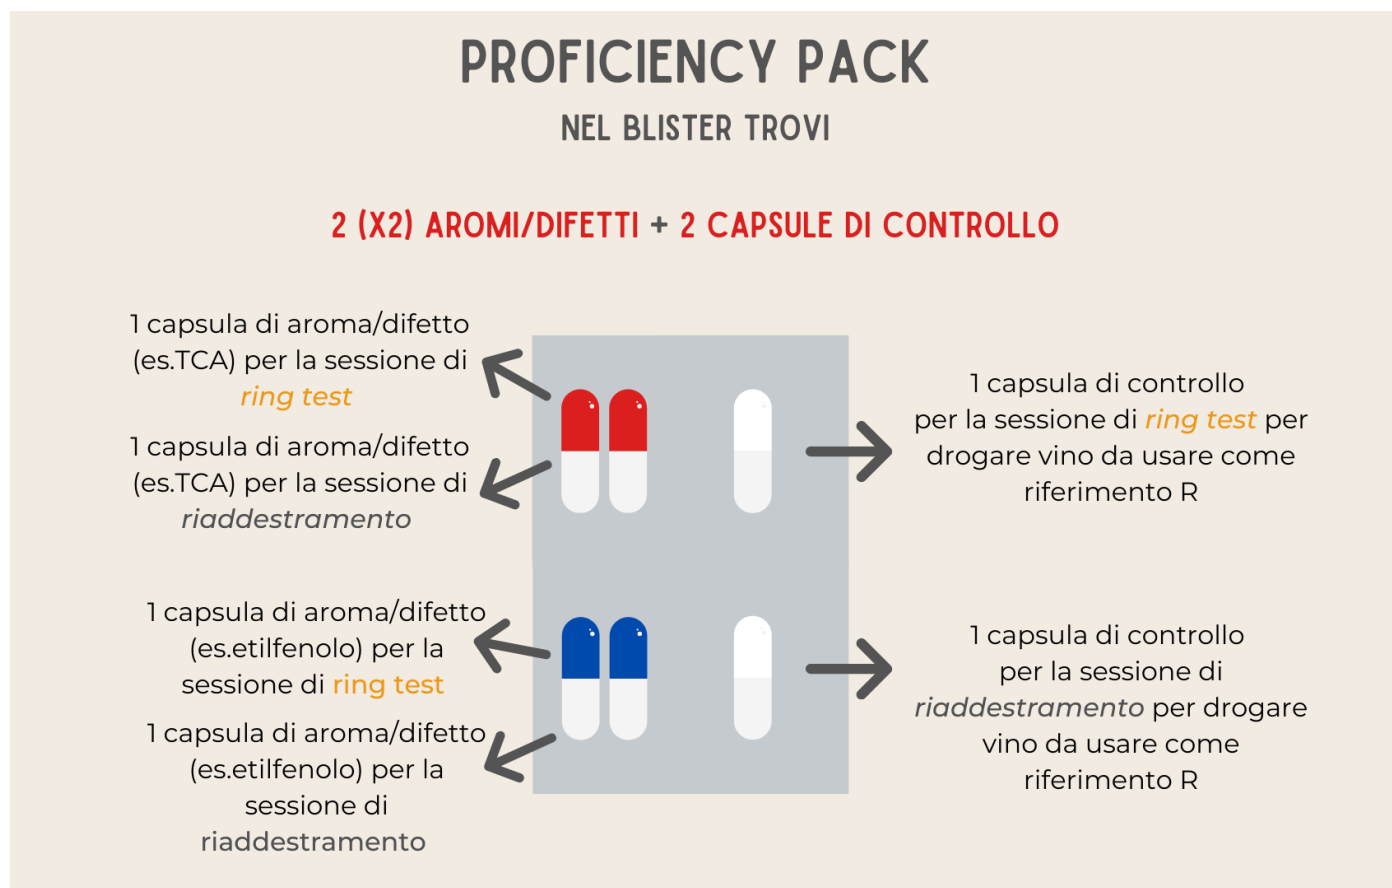 PROFICIENCY PACK
NEL BLISTER TROVI
2 (X2) AROMI/DIFETTI + 2 CAPSULE DI CONTROLLO
1 capsula di aroma/difetto
(es.TCA) per la sessione di
ring test
1 capsula di aroma/difetto
(es.TCA) per la sessione di
riaddestramento
1 capsula di aroma/difetto
(es.etilfenolo) per la
sessione di ring test
1 capsula di aroma/difetto
(es.etilfenolo) per la
sessione di
riaddestramento
1 capsula di controllo
per la sessione di ring test per
drogare vino da usare come
riferimento R
1 capsula di controllo
per la sessione di
riaddestramento per drogare
vino da usare come
riferimento R